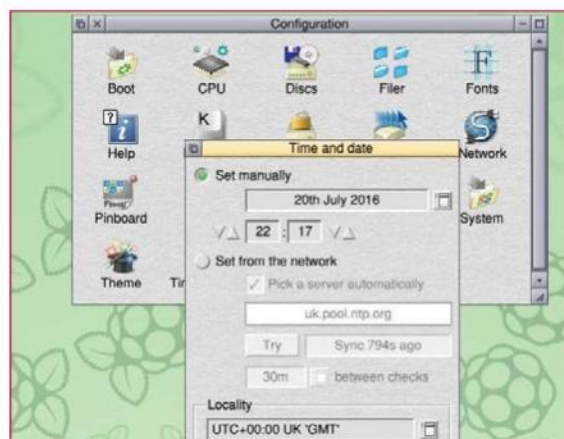 Configuration
Boot
CPU
Discs
Filer
Fonts
?
i
K
Help
Network
Time and date
Set manually
20th July 2016
22 : 17
Pinboard
System
Set from the network
Pick a server automatically
uk.pool.ntp.org
Theme
Try
Sync 794s ago
30m
between checks
Locality
UTC+00:00 UK 'GMT'